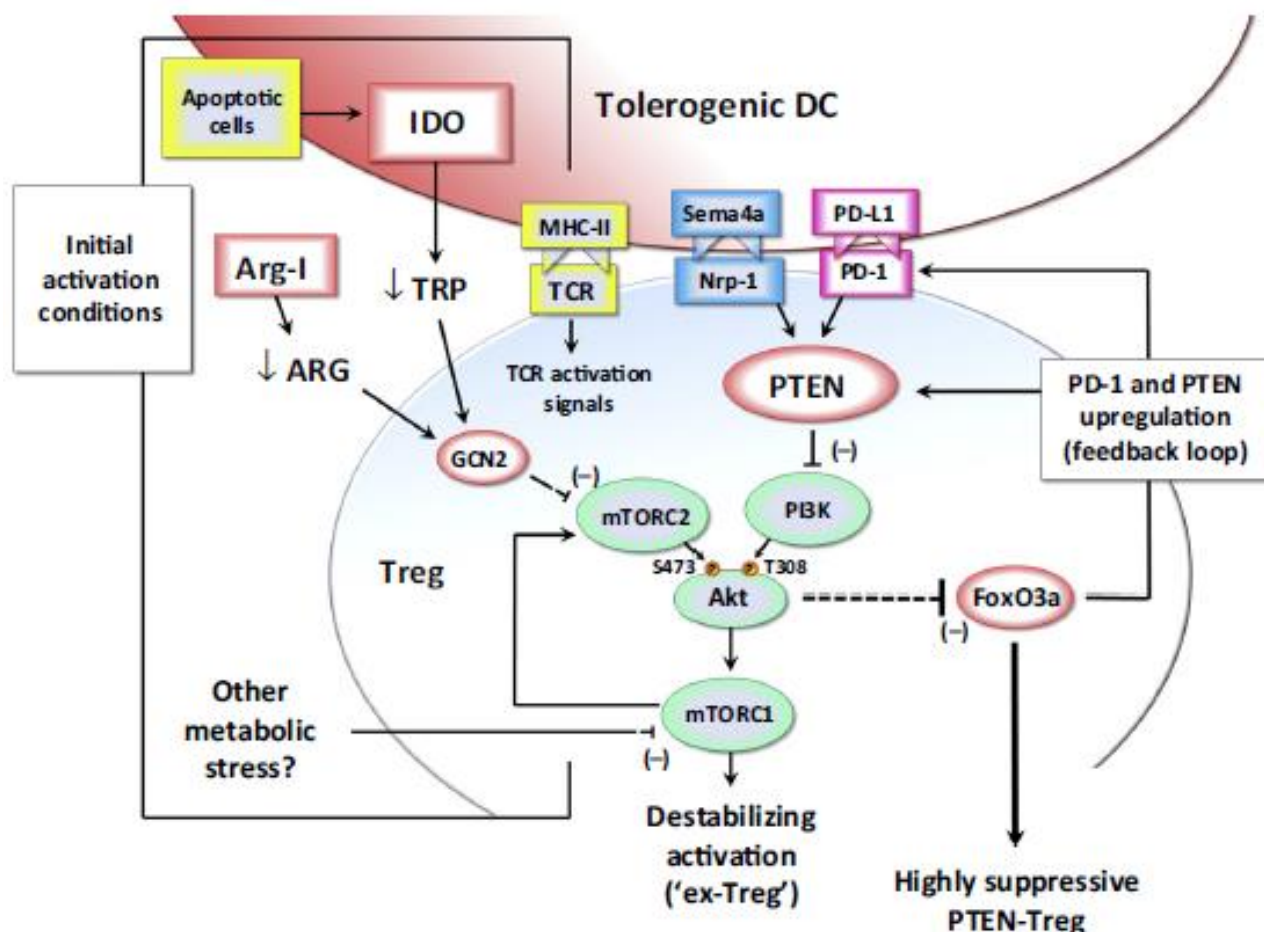 Apoptotic
cells
IDO
Tolerogenic DC
Initial
activation
conditions
Arg-I
↓ ARG
↓ TRP
MHC-II
TCR
TCR activation
signals
Sema4a
Nrp-1
PD-L1
PD-1
PTEN
(–)
PD-1 and PTEN
upregulation
(feedback loop)
GCN2
(–)
mTORC2
PI3K
Treg
S473
P
P
T308
Akt
(–)
FoxO3a
Other
metabolic
stress?
mTORC1
(–)
Destabilizing
activation
(‘ex-Treg’)
Highly suppressive
PTEN-Treg